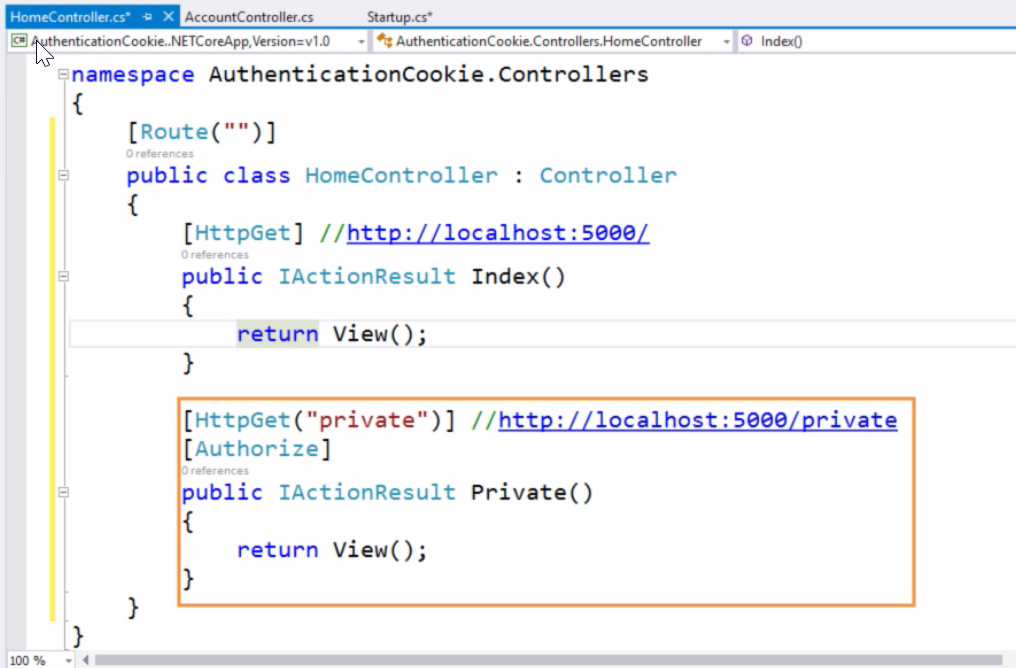 HomeController.cs* AccountController.cs Startup.cs*
C# AuthenticationCookie..NETCoreApp,Version=v1.0 AuthenticationCookie.Controllers.HomeController Index()
namespace AuthenticationCookie.Controllers
{
[Route("")]
0 references
public class HomeController : Controller
{
[HttpGet] //http://localhost:5000/
0 references
public IActionResult Index()
{
return View();
}
[HttpGet("private")] //http://localhost:5000/private
[Authorize]
0 references
public IActionResult Private()
{
return View();
}
}
}
100 %